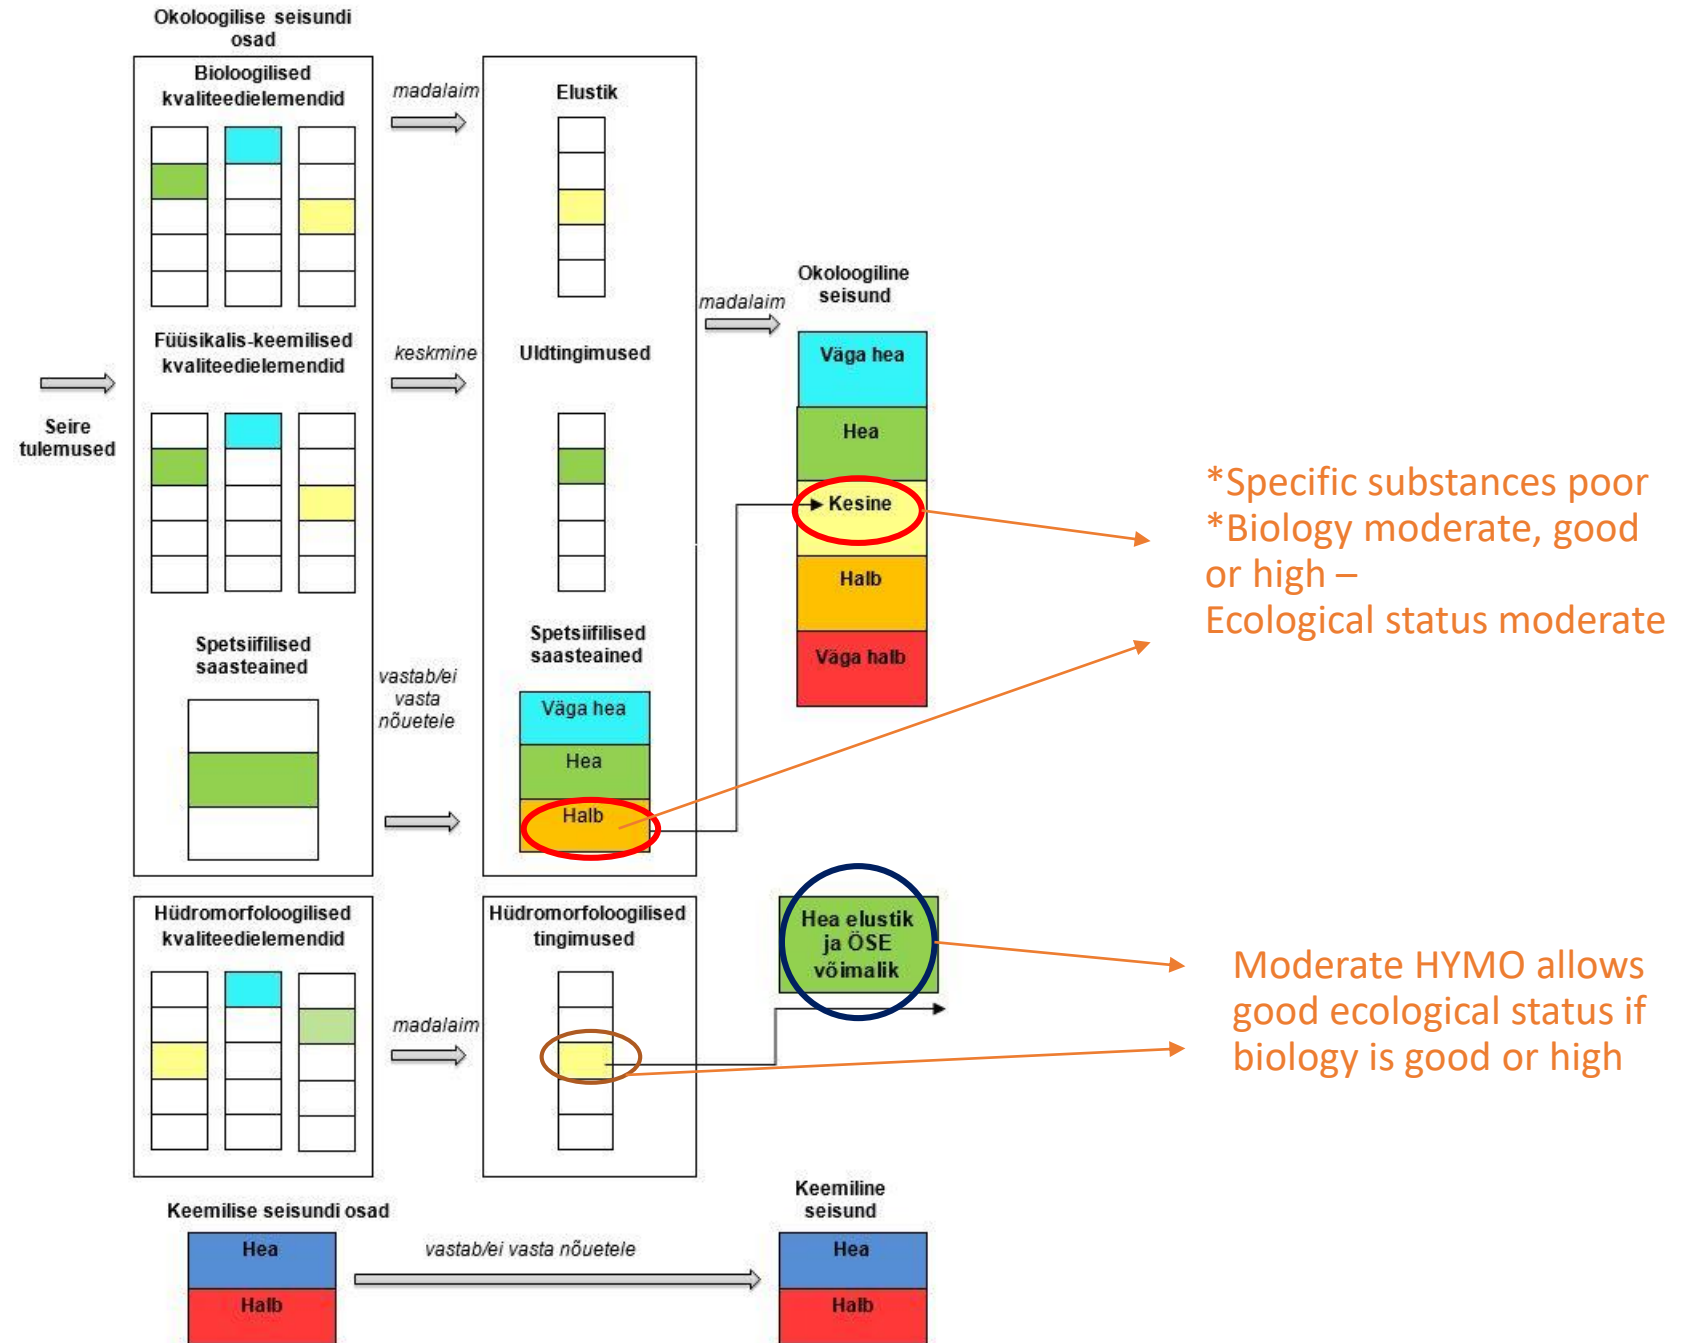 Okoloogilise seisundi
osad
Bioloogilised
kvaliteedielemendid
madalaim
Elustik
Okoloogiline
seisund
madalaim
Füüsikalis-keemilised
kvaliteedielemendid
keskmine
Uldtingimused
Seire
tulemused
Väga hea
Hea
Kesine
Halb
Väga halb
*Specific substances poor
*Biology moderate, good
or high –
Ecological status moderate
Spetsiifilised
saasteained
vastab/ei
vasta
nõuetele
Spetsiifilised
saasteained
Väga hea
Hea
Halb
Hüdromorfoloogilised
kvaliteedielemendid
madalaim
Hüdromorfoloogilised
tingimused
Hea elustik
ja ÖSE
võimalik
Moderate HYMO allows
good ecological status if
biology is good or high
Keemilise seisundi osad
Hea
Halb
vastab/ei vasta nõuetele
Keemiline
seisund
Hea
Halb